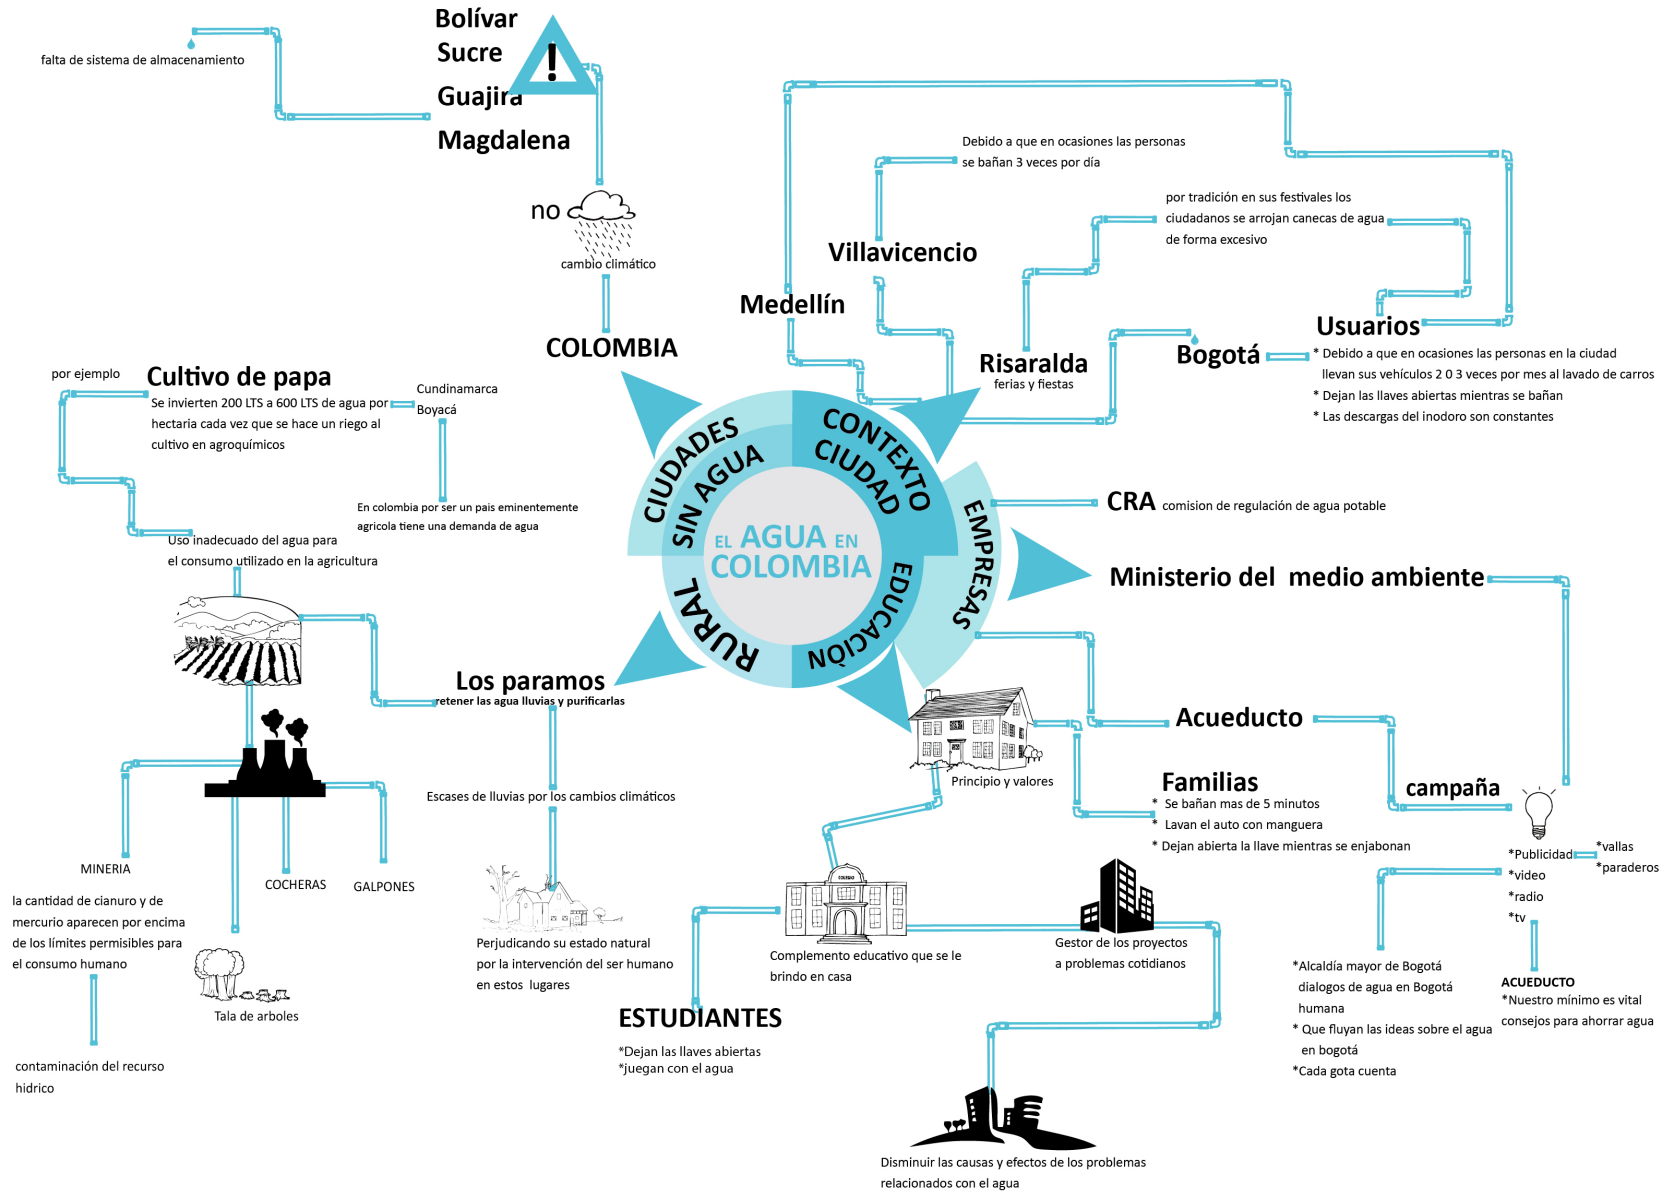 Bolívar
Sucre
Guajira
Magdalena
!
falta de sistema de almacenamiento
no
cambio climático
COLOMBIA
Debido a que en ocasiones las personas
se bañan 3 veces por día
por tradición en sus festivales los
ciudadanos se arrojan canecas de agua
de forma excesivo
Villavicencio
Medellín
Risaralda
ferias y fiestas
Bogotá
Usuarios
* Debido a que en ocasiones las personas en la ciudad
llevan sus vehículos 2 0 3 veces por mes al lavado de carros
* Dejan las llaves abiertas mientras se bañan
* Las descargas del inodoro son constantes
por ejemplo
Cultivo de papa
Se invierten 200 LTS a 600 LTS de agua por
hectaria cada vez que se hace un riego al
cultivo en agroquímicos
Cundinamarca
Boyacá
En colombia por ser un pais eminentemente
agricola tiene una demanda de agua
Uso inadecuado del agua para
el consumo utilizado en la agricultura
CIUDADES
SIN AGUA
CONTEXTO
CIUDAD
EMPRESAS
EDUCACIÒN
RURAL
EL AGUA EN
COLOMBIA
CRA comision de regulación de agua potable
Ministerio del medio ambiente
Los paramos
retener las agua lluvias y purificarlas
Escases de lluvias por los cambios climáticos
Perjudicando su estado natural
por la intervención del ser humano
en estos lugares
MINERIA
COCHERAS
GALPONES
la cantidad de cianuro y de
mercurio aparecen por encima
de los límites permisibles para
el consumo humano
Tala de arboles
contaminación del recurso
hidrico
Principio y valores
Acueducto
Familias
* Se bañan mas de 5 minutos
* Lavan el auto con manguera
* Dejan abierta la llave mientras se enjabonan
campaña
*Publicidad
*video
*radio
*tv
*vallas
*paraderos
COLEGIO
Complemento educativo que se le
brindo en casa
Gestor de los proyectos
a problemas cotidianos
ESTUDIANTES
*Dejan las llaves abiertas
*juegan con el agua
*Alcaldía mayor de Bogotá
dialogos de agua en Bogotá
humana
* Que fluyan las ideas sobre el agua
en bogotá
*Cada gota cuenta
ACUEDUCTO
*Nuestro mínimo es vital
consejos para ahorrar agua
Disminuir las causas y efectos de los problemas
relacionados con el agua